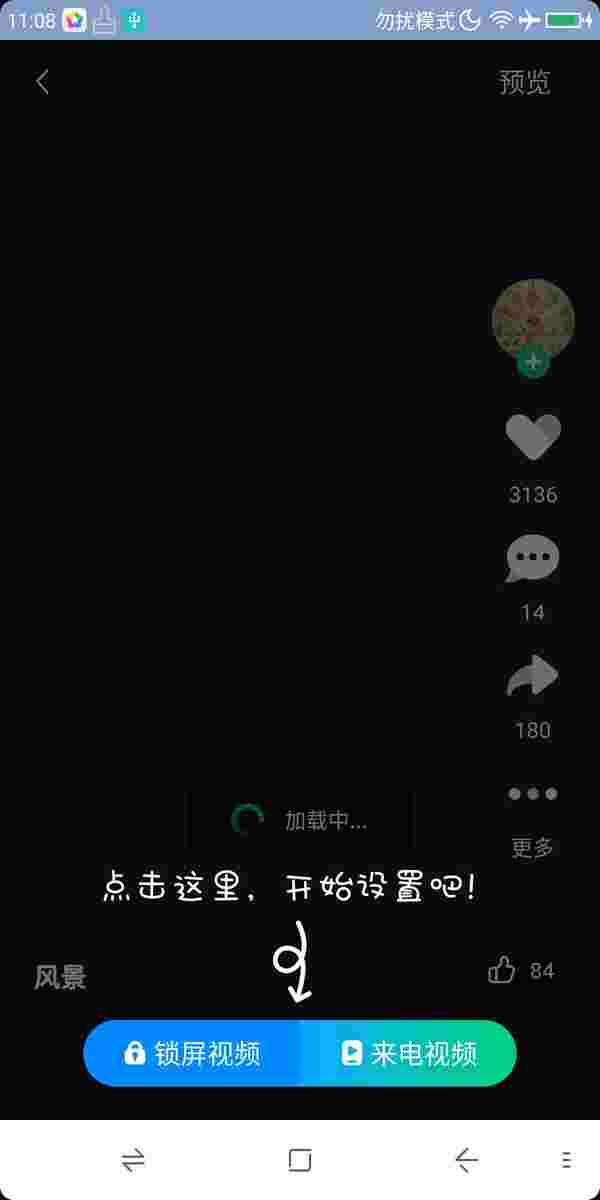 11:08 勿扰模式
预览
3136
14
180
加载中...
更多
点击这里，开始设置吧！
风景 84
锁屏视频 来电视频